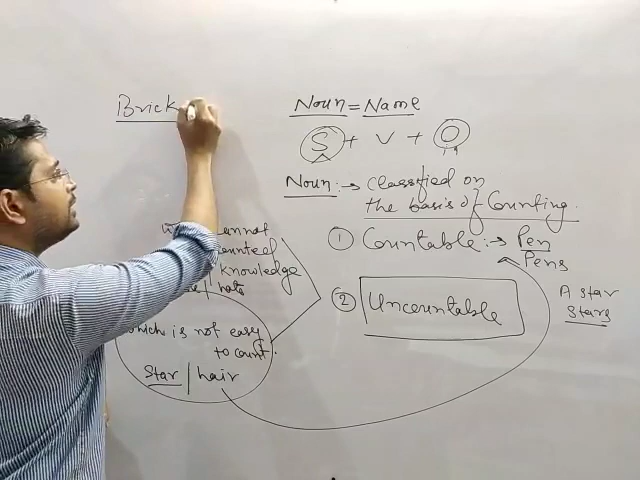 Brick
Noun = Name
S + V + O
Noun :→ Classified on
the basis of Counting.
① Countable :→ Pen
Pens
② Uncountable
A star
Stars
knowledge
which is not easy
to count.
Star / hair